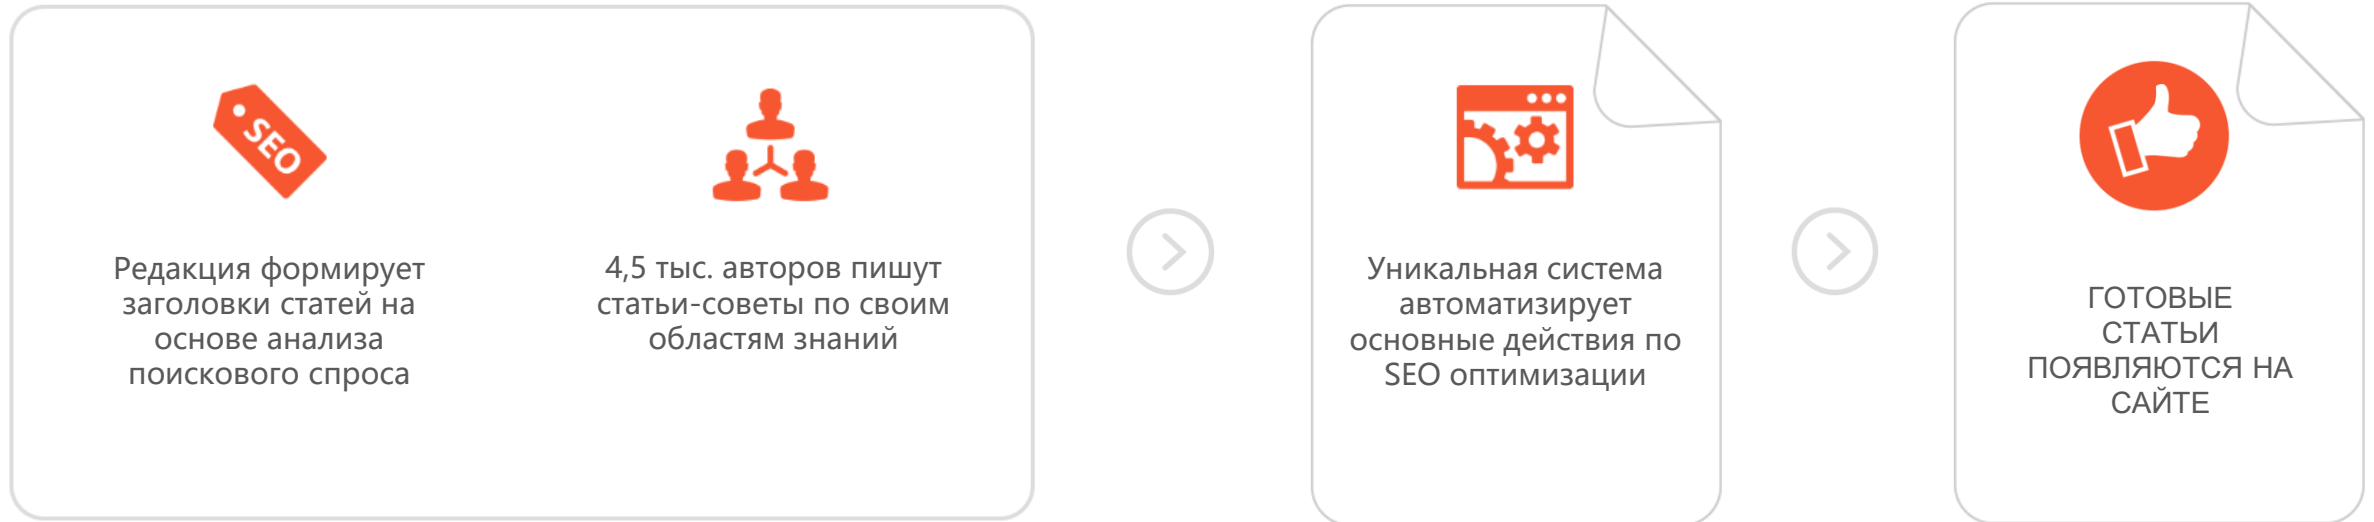 SEO
Редакция формирует
заголовки статей на
основе анализа
поискового спроса
4,5 тыс. авторов пишут
статьи-советы по своим
областям знаний
Уникальная система
автоматизирует
основные действия по
SEO оптимизации
ГОТОВЫЕ
СТАТЬИ
ПОЯВЛЯЮТСЯ НА
САЙТЕ